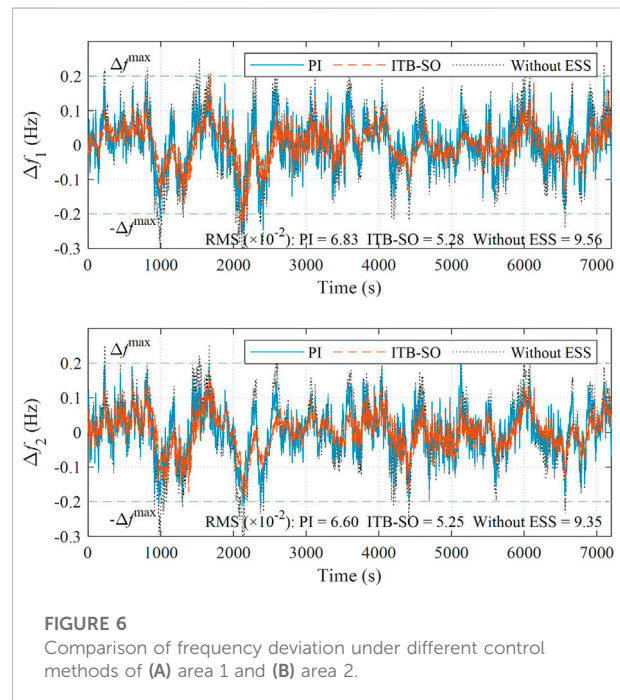 Δf^max
PI ITB-SO Without ESS
0.2
0.1
0
-0.1
-0.2
-0.3
Δf₁ (Hz)
-Δf^max
RMS (×10⁻²): PI = 6.83 ITB-SO = 5.28 Without ESS = 9.56
0 1000 2000 3000 4000 5000 6000 7000
Time (s)
Δf^max
PI ITB-SO Without ESS
0.2
0.1
0
-0.1
-0.2
-0.3
Δf₂ (Hz)
-Δf^max
RMS (×10⁻²): PI = 6.60 ITB-SO = 5.25 Without ESS = 9.35
0 1000 2000 3000 4000 5000 6000 7000
Time (s)
FIGURE 6
Comparison of frequency deviation under different control
methods of (A) area 1 and (B) area 2.